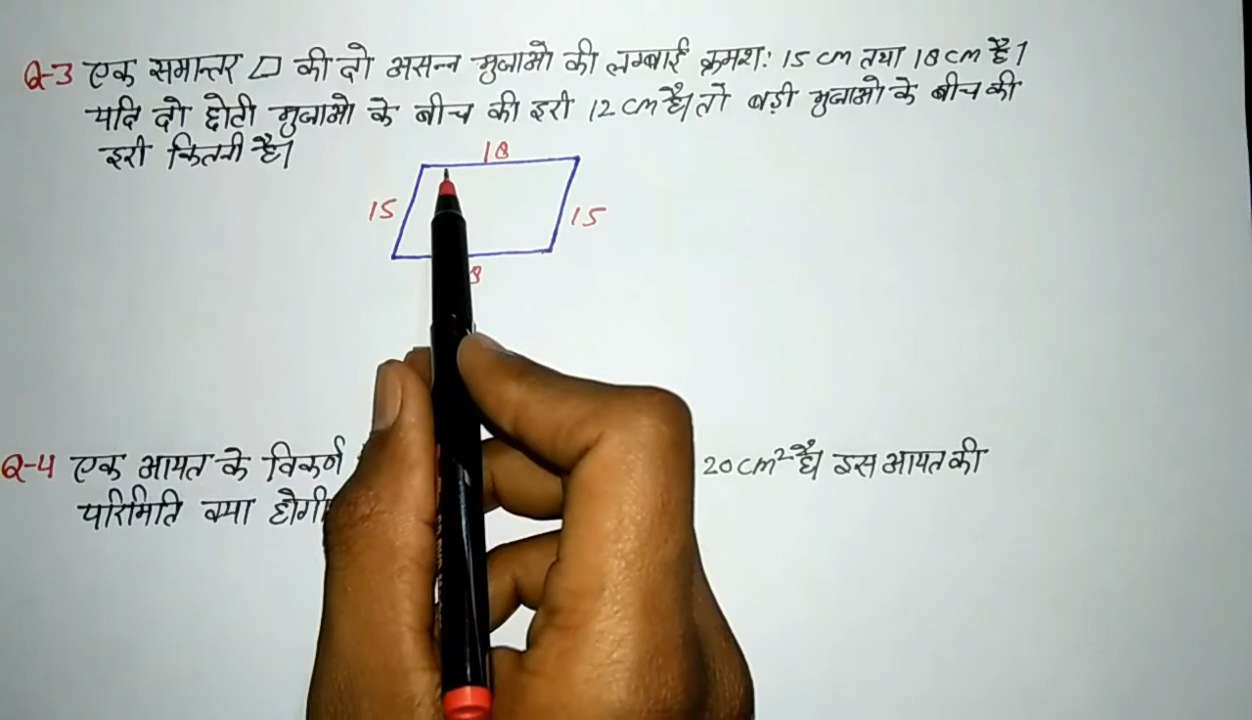 Q-3 एक समान्तर ▱ की दो असन्न भुजाओ की लम्बाई क्रमश: 15 cm तथा 18 cm है।
यदि दो छोटी भुजाओ के बीच की दूरी 12 cm है। तो बड़ी भुजाओ के बीच की
दूरी कितनी है।
18
15
15
8
Q-4 एक आयत के विकर्ण 20 cm² है। इस आयत की
परिमिति क्या होगी